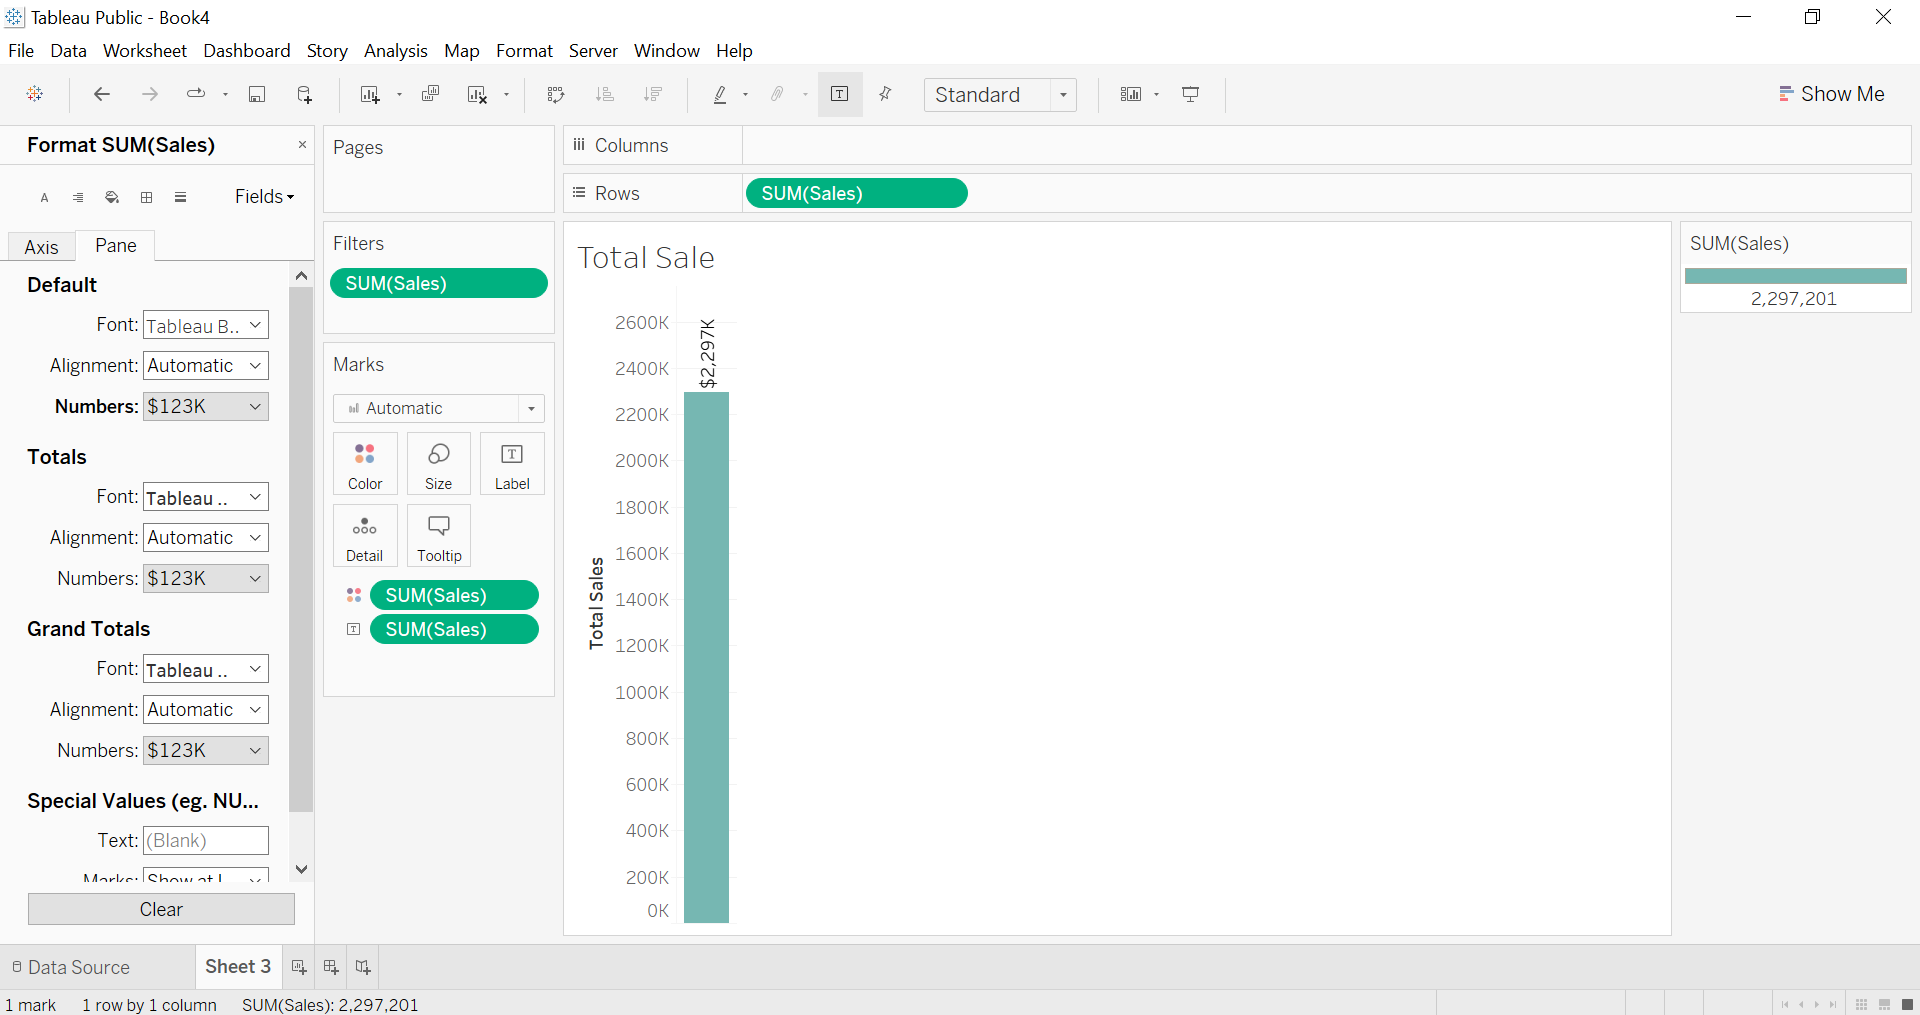 Tableau Public - Book4
File Data Worksheet Dashboard Story Analysis Map Format Server Window Help
Standard
Show Me
Format SUM(Sales)
Fields
Axis Pane
Default
Font: Tableau B..
Alignment: Automatic
Numbers: $123K
Totals
Font: Tableau ..
Alignment: Automatic
Numbers: $123K
Grand Totals
Font: Tableau ..
Alignment: Automatic
Numbers: $123K
Special Values (eg. NU...
Text: (Blank)
Marks: Show at
Clear
Pages
Filters
SUM(Sales)
Marks
Automatic
Color Size Label
Detail Tooltip
SUM(Sales)
SUM(Sales)
Columns
Rows SUM(Sales)
Total Sale
Total Sales
2600K
2400K
2200K
2000K
1800K
1600K
1400K
1200K
1000K
800K
600K
400K
200K
0K
$2,297K
SUM(Sales)
2,297,201
Data Source Sheet 3
1 mark 1 row by 1 column SUM(Sales): 2,297,201